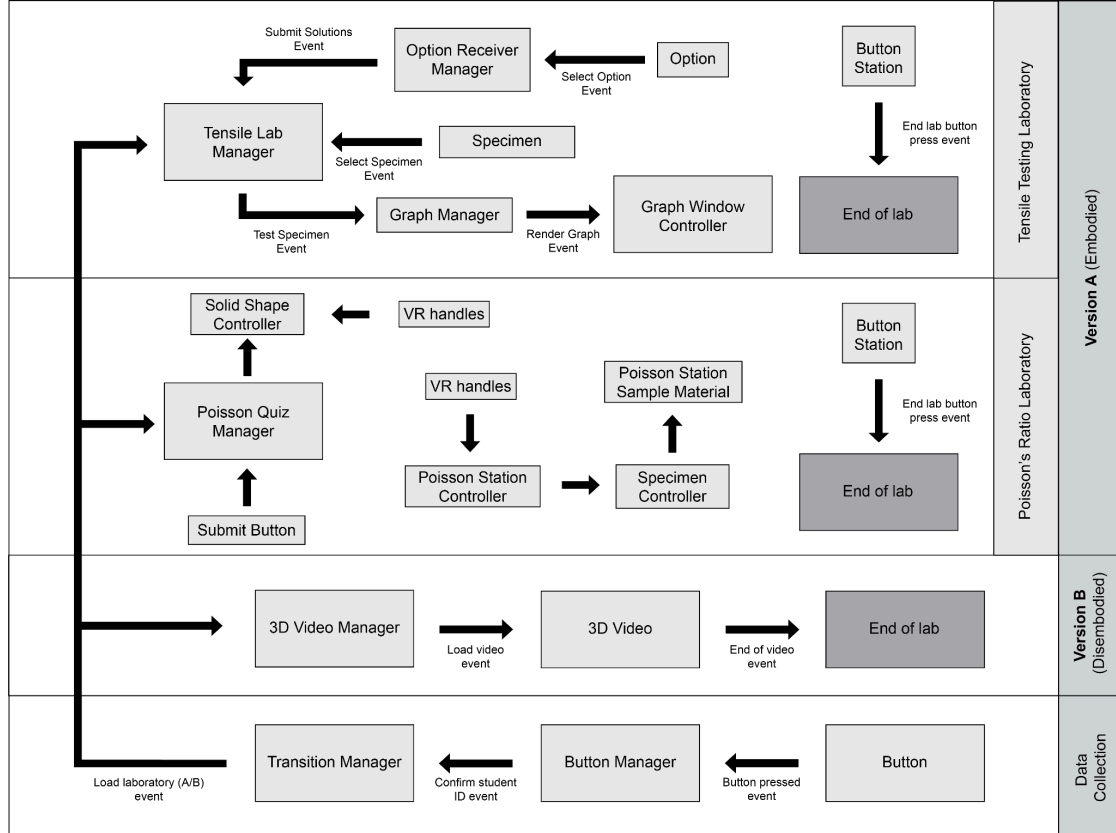 Submit Solutions
Event
Option Receiver
Manager
Select Option
Event
Option
Button
Station
Tensile Lab
Manager
Select Specimen
Event
Specimen
End lab button
press event
Test Specimen
Event
Graph Manager
Render Graph
Event
Graph Window
Controller
End of lab
Tensile Testing Laboratory
Version A (Embodied)
Solid Shape
Controller
VR handles
Button
Station
Poisson Quiz
Manager
VR handles
Poisson Station
Sample Material
End lab button
press event
Submit Button
Poisson Station
Controller
Specimen
Controller
End of lab
Poisson's Ratio Laboratory
3D Video Manager
Load video
event
3D Video
End of video
event
End of lab
Version B
(Disembodied)
Load laboratory (A/B)
event
Transition Manager
Confirm student
ID event
Button Manager
Button pressed
event
Button
Data
Collection